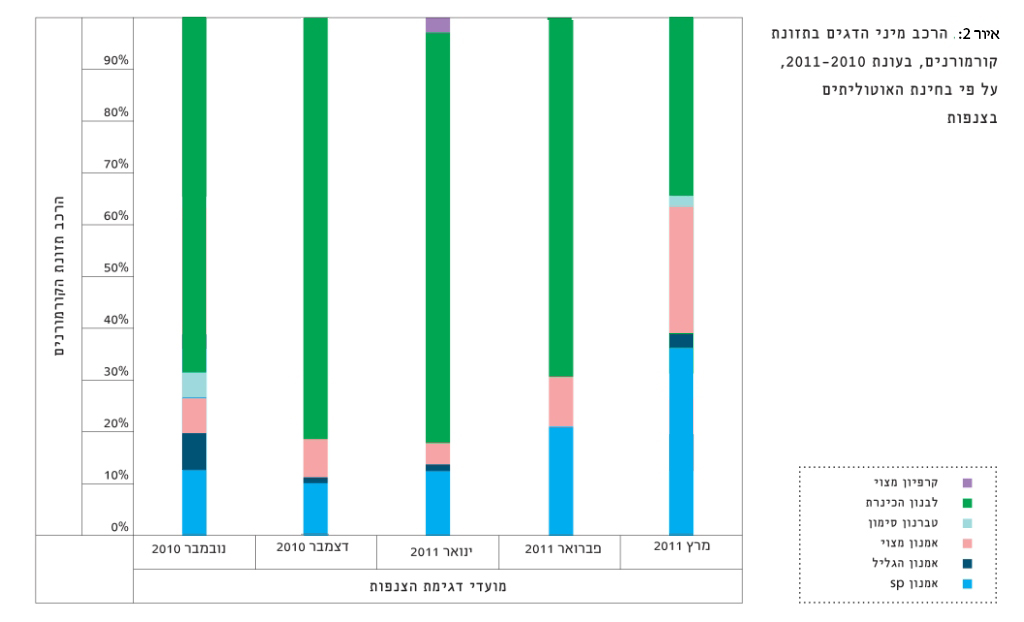 איור 2: הרכב מיני הדגים בתזונת
קורמורנים, בעונת 2011-2010,
על פי בחינת האוטוליתים
בצנפות
הרכב תזונת הקורמורנים
90%
80%
70%
60%
50%
40%
30%
20%
10%
0%
נובמבר 2010
דצמבר 2010
ינואר 2011
פברואר 2011
מרץ 2011
מועדי דגימת הצנפות
קרפיון מצוי
לבנון הכינרת
טברנון סימון
אמנון מצוי
אמנון הגליל
אמנון sp